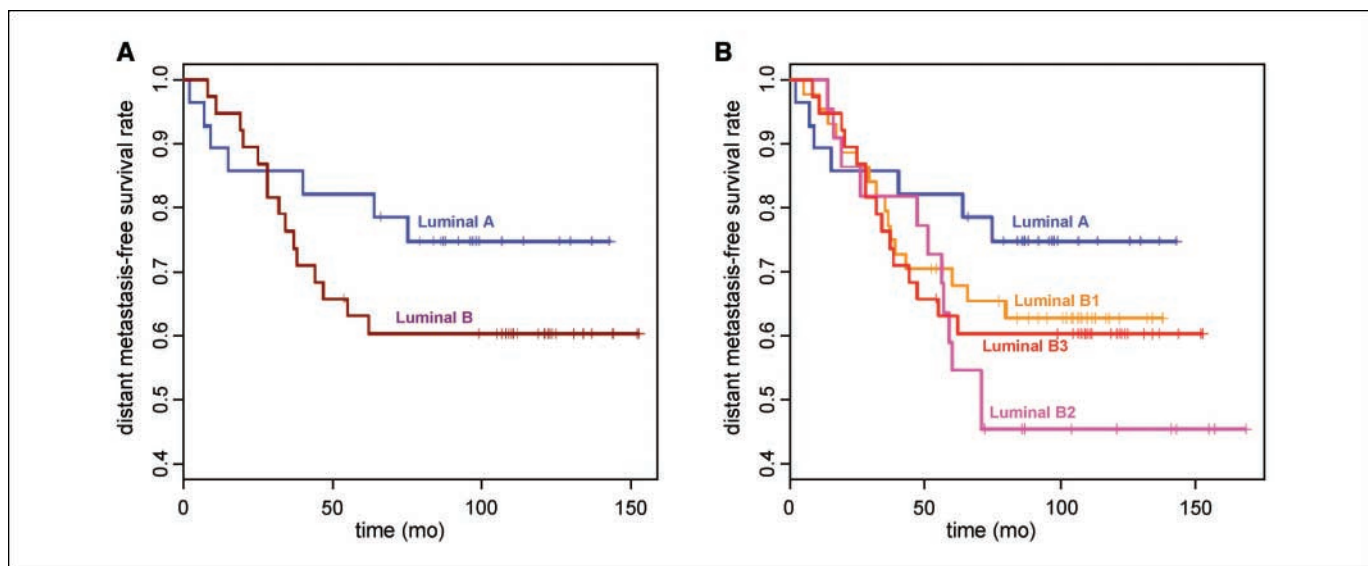 A
distant metastasis-free survival rate
1.0
0.9
0.8
0.7
0.6
0.5
0.4
Luminal A
Luminal B
0
50
100
150
time (mo)
B
distant metastasis-free survival rate
1.0
0.9
0.8
0.7
0.6
0.5
0.4
Luminal A
Luminal B1
Luminal B3
Luminal B2
0
50
100
150
time (mo)